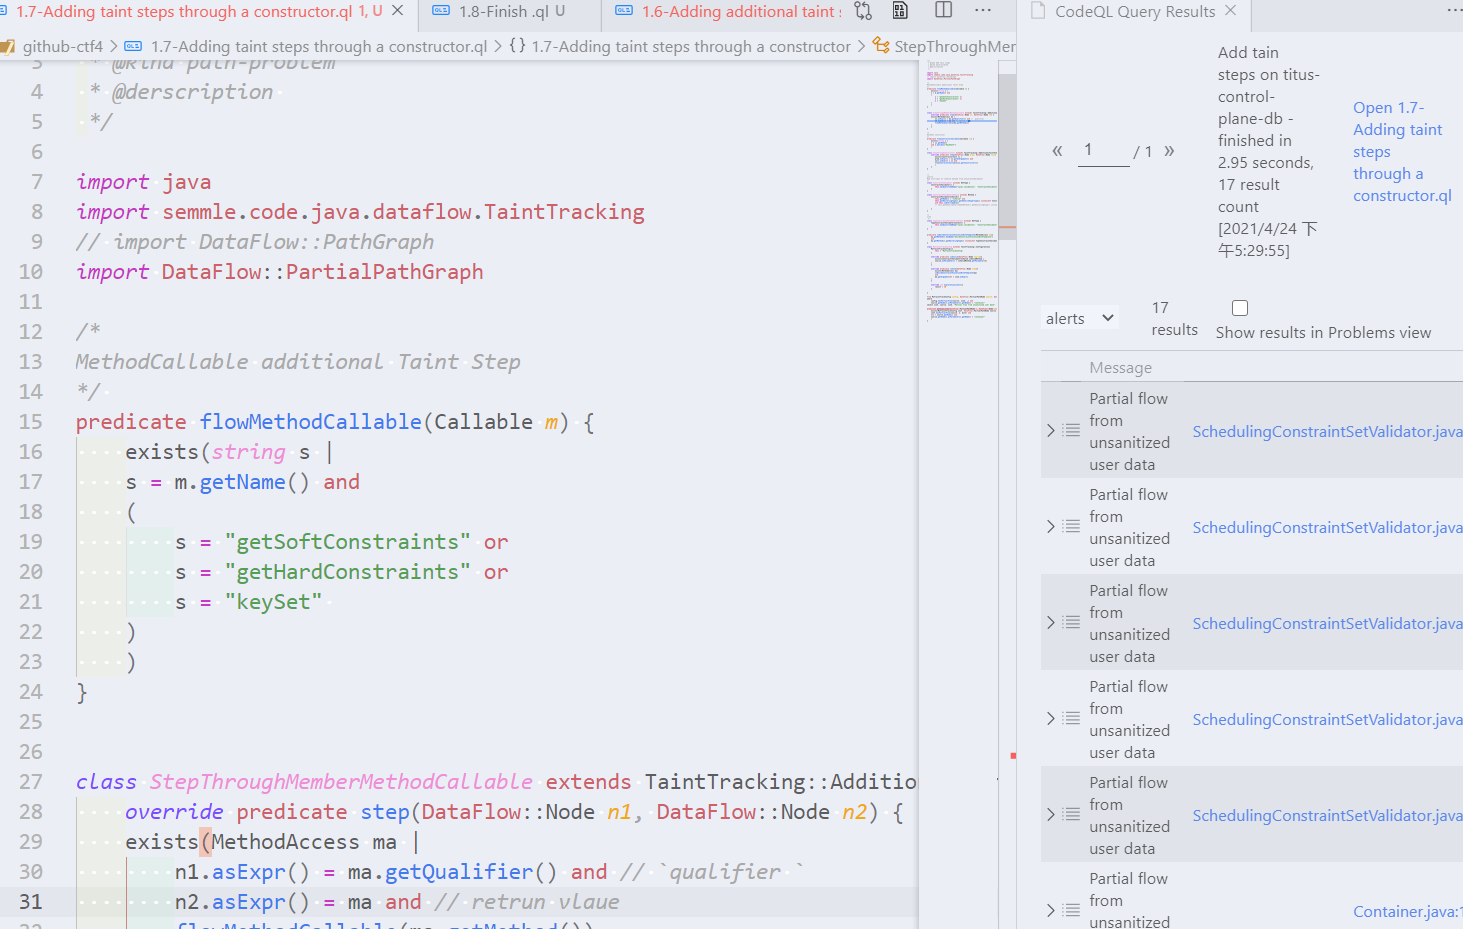 1.7-Adding taint steps through a constructor.ql 1, U
1.8-Finish .ql U
1.6-Adding additional taint
CodeQL Query Results
github-ctf4 > 1.7-Adding taint steps through a constructor.ql > {} 1.7-Adding taint steps through a constructor > StepThroughMem
3 * @kind path-problem
4 * @derscription
5 */
6
7 import java
8 import semmle.code.java.dataflow.TaintTracking
9 // import DataFlow::PathGraph
10 import DataFlow::PartialPathGraph
11
12 /*
13 MethodCallable additional Taint Step
14 */
15 predicate flowMethodCallable(Callable m) {
16 exists(string s |
17 s = m.getName() and
18 (
19 s = "getSoftConstraints" or
20 s = "getHardConstraints" or
21 s = "keySet"
22 )
23 )
24 }
25
26
27 class StepThroughMemberMethodCallable extends TaintTracking::Additio
28 override predicate step(DataFlow::Node n1, DataFlow::Node n2) {
29 exists(MethodAccess ma |
30 n1.asExpr() = ma.getQualifier() and // `qualifier `
31 n2.asExpr() = ma and // retrun vlaue
32 flowMethodCallable(ma.getMethod())
« 1 / 1 »
Add tain
steps on titus-
control-
plane-db -
finished in
2.95 seconds,
17 result
count
[2021/4/24 下
午5:29:55]
Open 1.7-
Adding taint
steps
through a
constructor.ql
alerts
17
results
Show results in Problems view
Message
Partial flow
from
unsanitized
user data
SchedulingConstraintSetValidator.java
Partial flow
from
unsanitized
user data
SchedulingConstraintSetValidator.java
Partial flow
from
unsanitized
user data
SchedulingConstraintSetValidator.java
Partial flow
from
unsanitized
user data
SchedulingConstraintSetValidator.java
Partial flow
from
unsanitized
user data
SchedulingConstraintSetValidator.java
Partial flow
from
unsanitized
Container.java:1